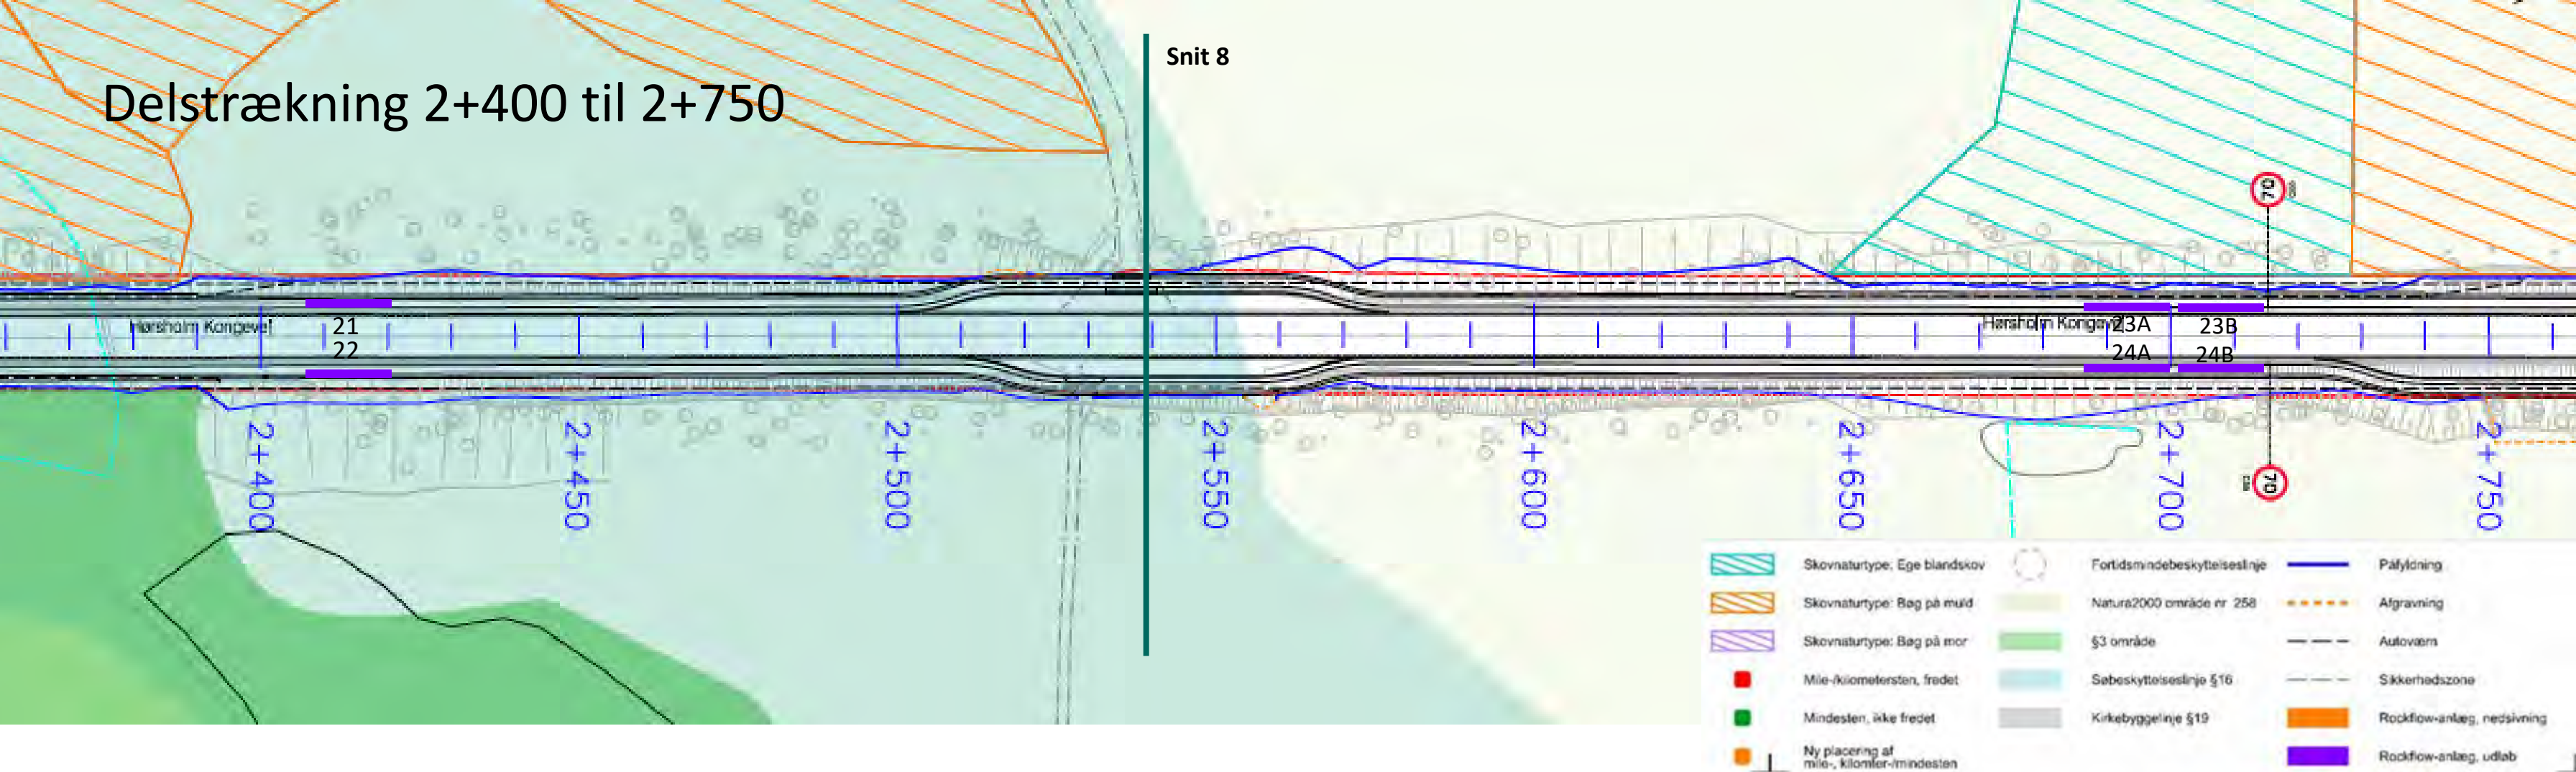 Snit 8
Delstrækning 2+400 til 2+750
70
Hørsholm Kongevej
21
22
Hørsholm Kongevej
23A
23B
24A
24B
2+400
2+450
2+500
2+550
2+600
2+650
2+700
2+750
70
Skovnaturtype: Ege blandskov
Fortidsmindebeskyttelseslinje
Påfyldning
Skovnaturtype: Bøg på muld
Natura2000 område nr. 258
Afgravning
Skovnaturtype: Bøg på mor
§3 område
Autoværn
Mile-/kilometersten, fredet
Søbeskyttelseslinje §16
Sikkerhedszone
Mindesten, ikke fredet
Kirkebyggelinje §19
Rockflow-anlæg, nedsivning
Ny placering af
mile-, kilomter-/mindesten
Rockflow-anlæg, udløb